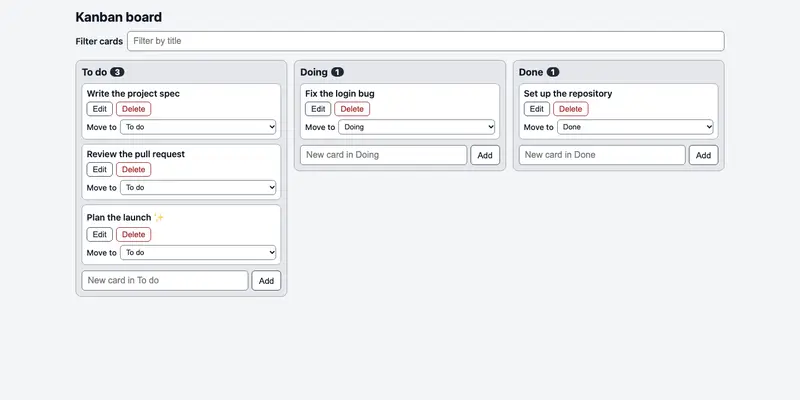 Kanban board
Filter cards Filter by title
To do 3
Write the project spec
Edit Delete
Move to To do
Review the pull request
Edit Delete
Move to To do
Plan the launch ✨
Edit Delete
Move to To do
New card in To do Add
Doing 1
Fix the login bug
Edit Delete
Move to Doing
New card in Doing Add
Done 1
Set up the repository
Edit Delete
Move to Done
New card in Done Add